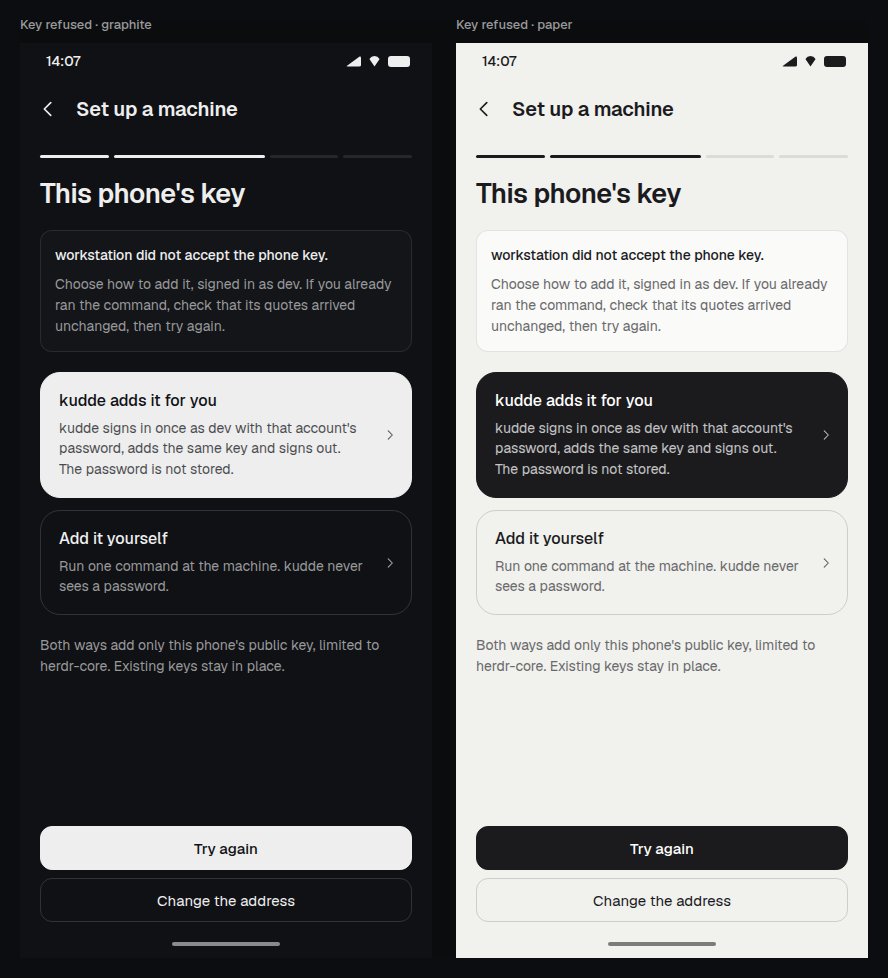 Key refused · graphite
14:07
Set up a machine
This phone's key
workstation did not accept the phone key.
Choose how to add it, signed in as dev. If you already
ran the command, check that its quotes arrived
unchanged, then try again.
kudde adds it for you
kudde signs in once as dev with that account's
password, adds the same key and signs out.
The password is not stored.
Add it yourself
Run one command at the machine. kudde never
sees a password.
Both ways add only this phone's public key, limited to
herdr-core. Existing keys stay in place.
Try again
Change the address
Key refused · paper
14:07
Set up a machine
This phone's key
workstation did not accept the phone key.
Choose how to add it, signed in as dev. If you already
ran the command, check that its quotes arrived
unchanged, then try again.
kudde adds it for you
kudde signs in once as dev with that account's
password, adds the same key and signs out.
The password is not stored.
Add it yourself
Run one command at the machine. kudde never
sees a password.
Both ways add only this phone's public key, limited to
herdr-core. Existing keys stay in place.
Try again
Change the address